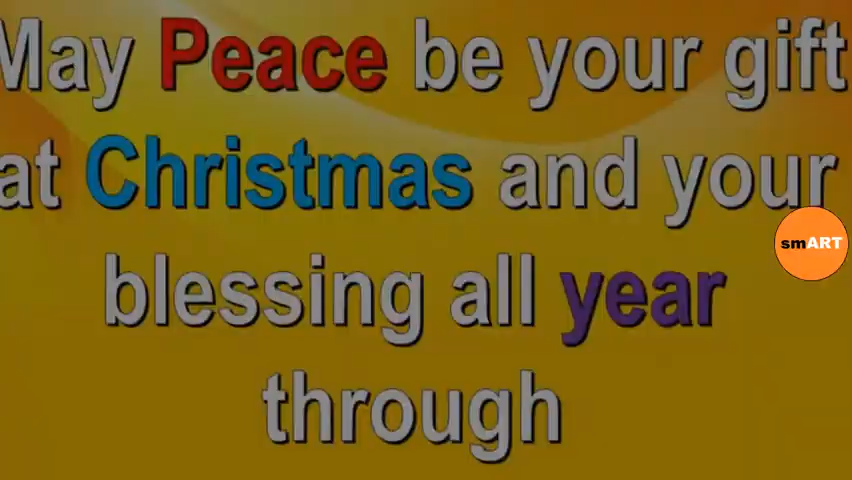 May Peace be your gift
at Christmas and your
smART
blessing all year
through